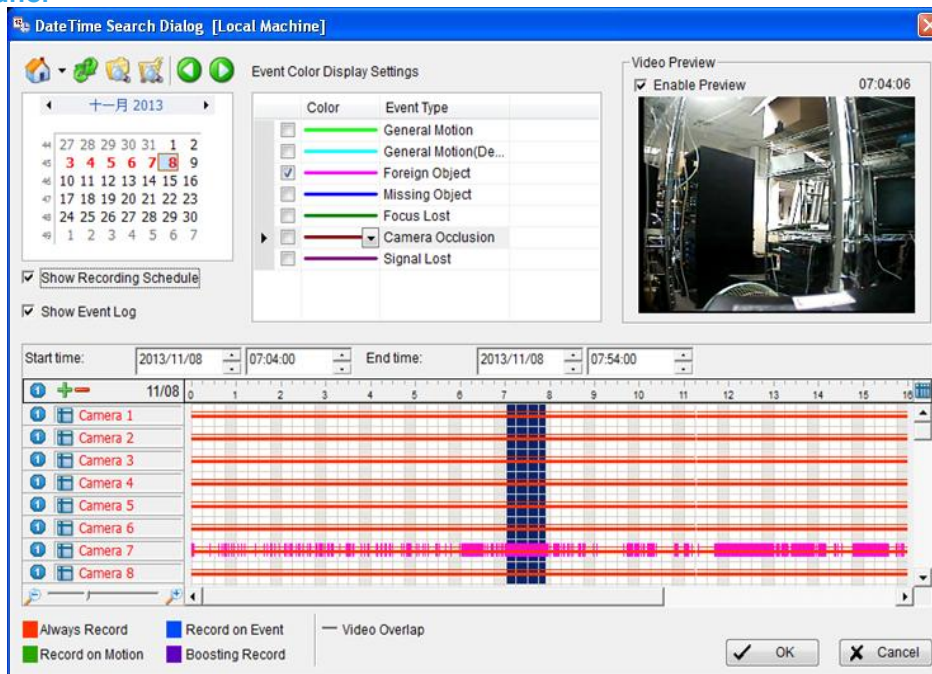 DateTime Search Dialog [Local Machine]
Event Color Display Settings
Color Event Type
General Motion
General Motion(De...
Foreign Object
Missing Object
Focus Lost
Camera Occlusion
Signal Lost
Video Preview
Enable Preview 07:04:06
十一月 2013
44 27 28 29 30 31 1 2
45 3 4 5 6 7 8 9
46 10 11 12 13 14 15 16
47 17 18 19 20 21 22 23
48 24 25 26 27 28 29 30
49 1 2 3 4 5 6 7
Show Recording Schedule
Show Event Log
Start time: 2013/11/08 07:04:00 End time: 2013/11/08 07:54:00
11/08 0 1 2 3 4 5 6 7 8 9 10 11 12 13 14 15 16
1 Camera 1
1 Camera 2
1 Camera 3
1 Camera 4
1 Camera 5
1 Camera 6
1 Camera 7
1 Camera 8
Always Record Record on Event Video Overlap
Record on Motion Boosting Record
OK Cancel